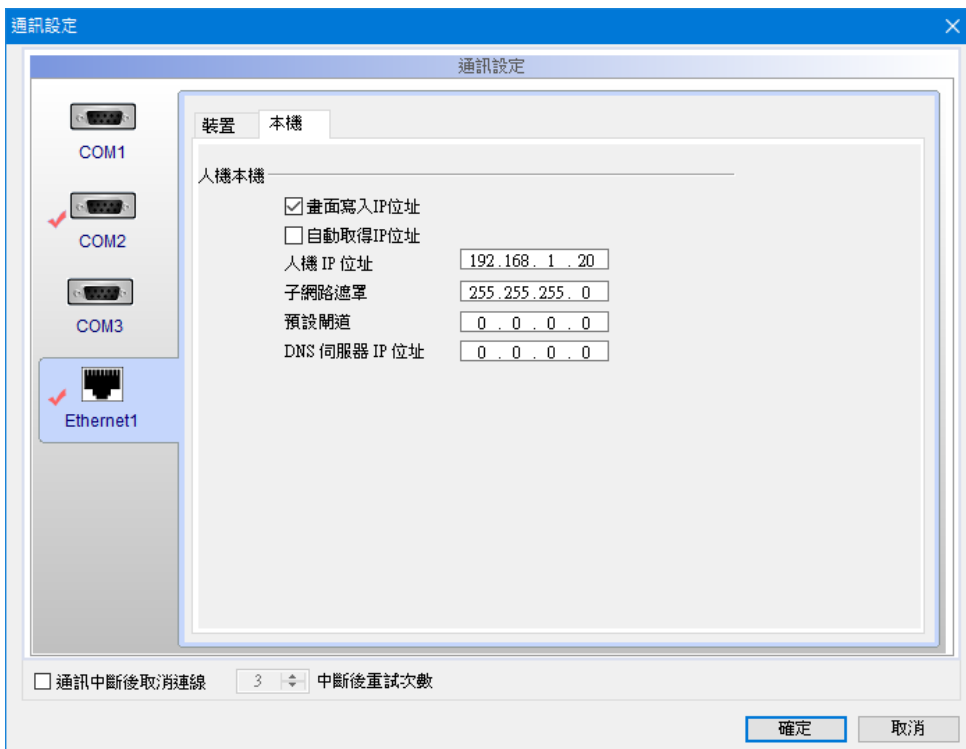 通訊設定
通訊設定
COM1
COM2
COM3
Ethernet1
裝置 本機
人機本機
畫面寫入IP位址
自動取得IP位址
人機 IP 位址 192.168. 1 . 20
子網路遮罩 255.255.255. 0
預設閘道 0 . 0 . 0 . 0
DNS 伺服器 IP 位址 0 . 0 . 0 . 0
通訊中斷後取消連線 3 中斷後重試次數
確定 取消